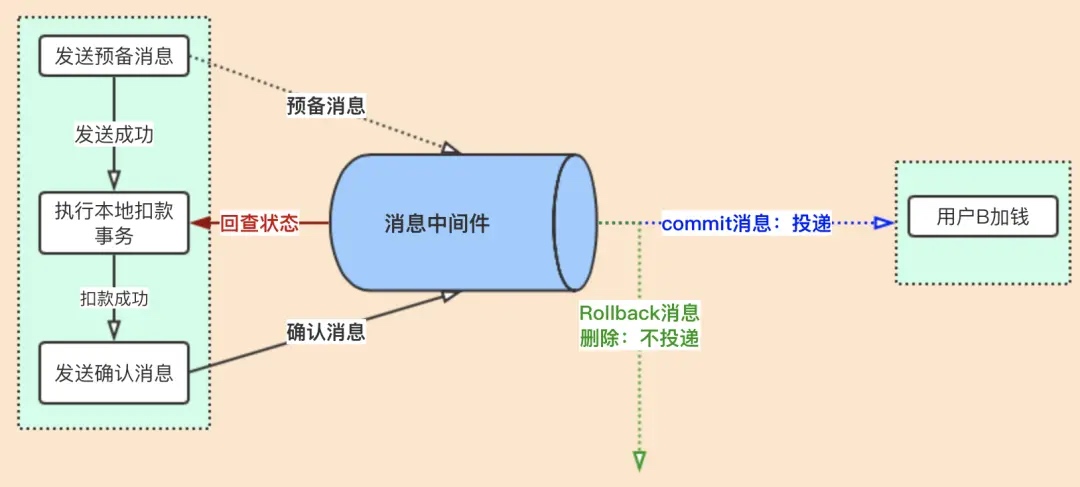 发送预备消息
预备消息
发送成功
执行本地扣款
事务
回查状态
消息中间件
commit消息：投递
用户B加钱
扣款成功
Rollback消息
删除：不投递
确认消息
发送确认消息